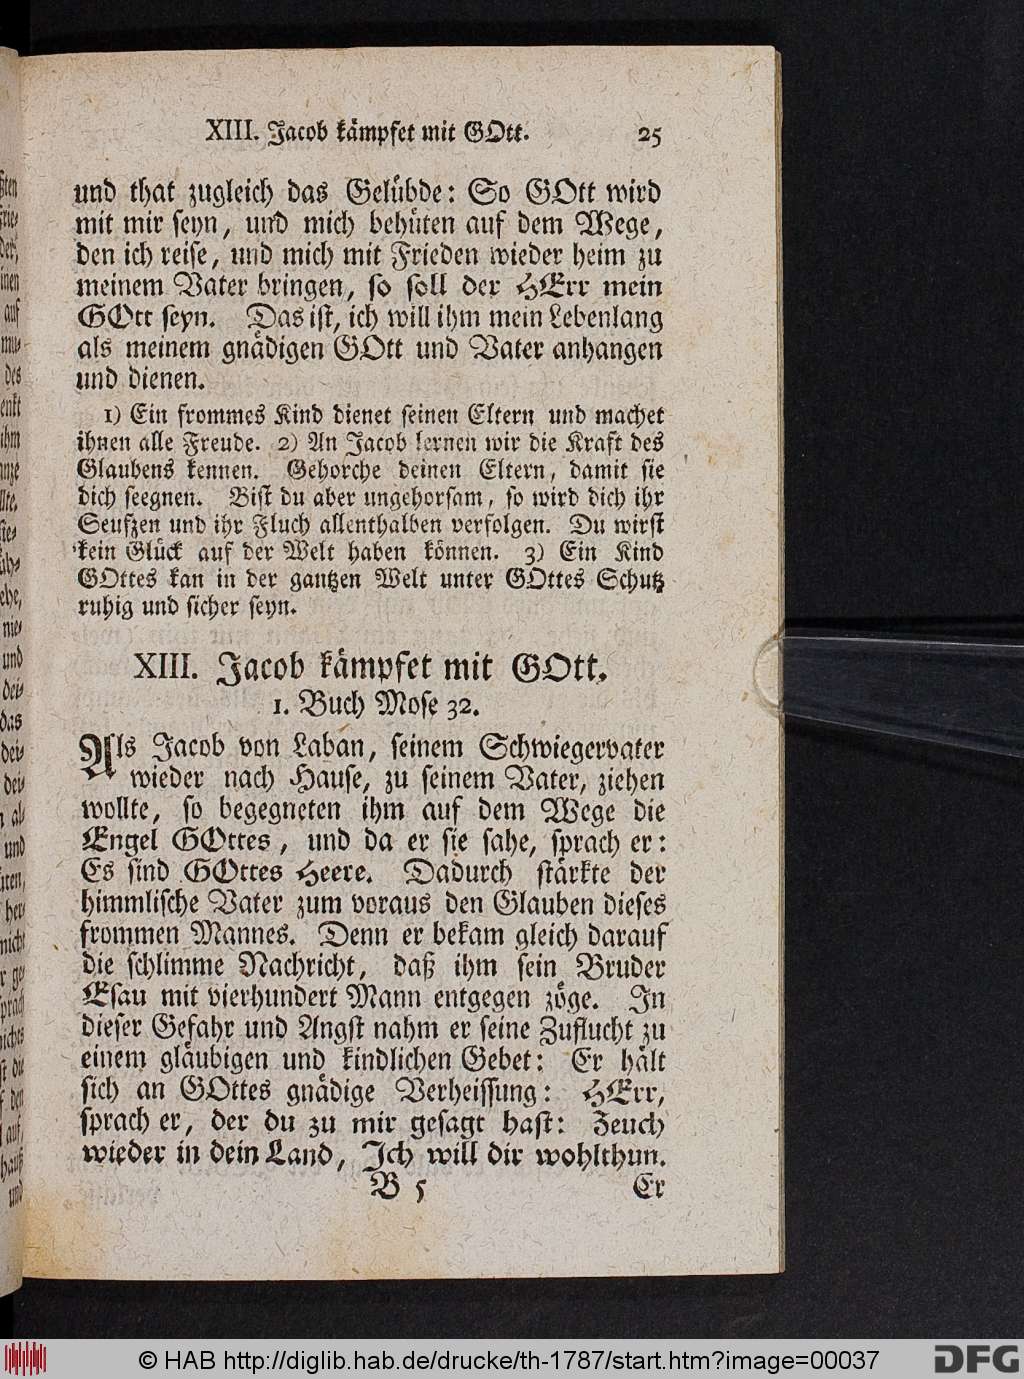 XIII. Jacob kämpfet mit GOtt. 25
und that zugleich das Gelübde: So GOtt wird
mit mir seyn, und mich behüten auf dem Wege,
den ich reise, und mich mit Frieden wieder heim zu
meinem Vater bringen, so soll der HErr mein
GOtt seyn. Das ist, ich will ihm mein Lebenlang
als meinem gnädigen GOtt und Vater anhangen
und dienen.
1) Ein frommes Kind dienet seinen Eltern und machet
ihnen alle Freude. 2) An Jacob lernen wir die Kraft des
Glaubens kennen. Gehorche deinen Eltern, damit sie
dich seegnen. Bist du aber ungehorsam, so wird dich ihr
Seufzen und ihr Fluch allenthalben verfolgen. Du wirst
kein Glück auf der Welt haben können. 3) Ein Kind
GOttes kan in der gantzen Welt unter GOttes Schutz
ruhig und sicher seyn.
XIII. Jacob kämpfet mit GOtt.
1. Buch Mose 32.
Als Jacob von Laban, seinem Schwiegervater
wieder nach Hause, zu seinem Vater, ziehen
wollte, so begegneten ihm auf dem Wege die
Engel GOttes, und da er sie sahe, sprach er:
Es sind GOttes Heere. Dadurch stärkte der
himmlische Vater zum voraus den Glauben dieses
frommen Mannes. Denn er bekam gleich darauf
die schlimme Nachricht, daß ihm sein Bruder
Esau mit vierhundert Mann entgegen zöge. In
dieser Gefahr und Angst nahm er seine Zuflucht zu
einem gläubigen und kindlichen Gebet: Er hält
sich an GOttes gnädige Verheissung: HErr,
sprach er, der du zu mir gesagt hast: Zeuch
wieder in dein Land, Ich will dir wohlthun.
B 5 Er
© HAB http://diglib.hab.de/drucke/th-1787/start.htm?image=00037
DFG